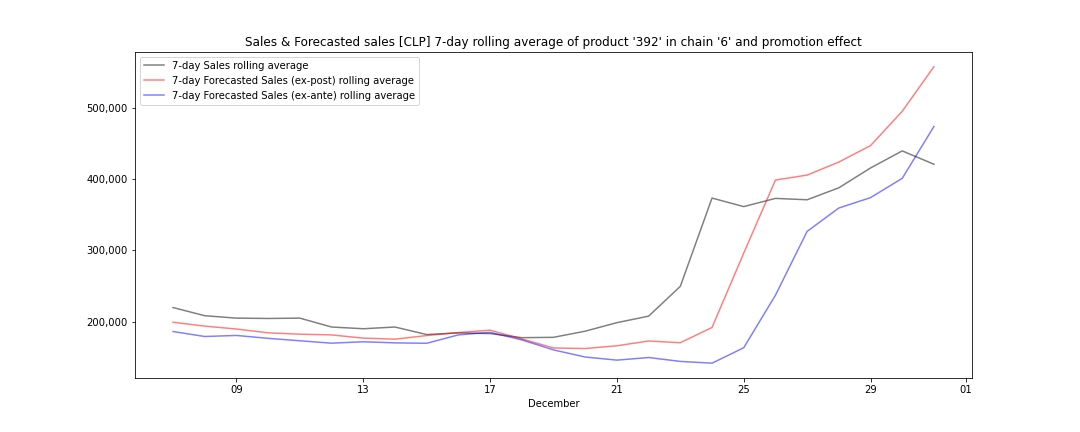 Sales & Forecasted sales [CLP] 7-day rolling average of product '392' in chain '6' and promotion effect
7-day Sales rolling average
7-day Forecasted Sales (ex-post) rolling average
7-day Forecasted Sales (ex-ante) rolling average
500,000
400,000
300,000
200,000
09 13 17 21 25 29 01
December